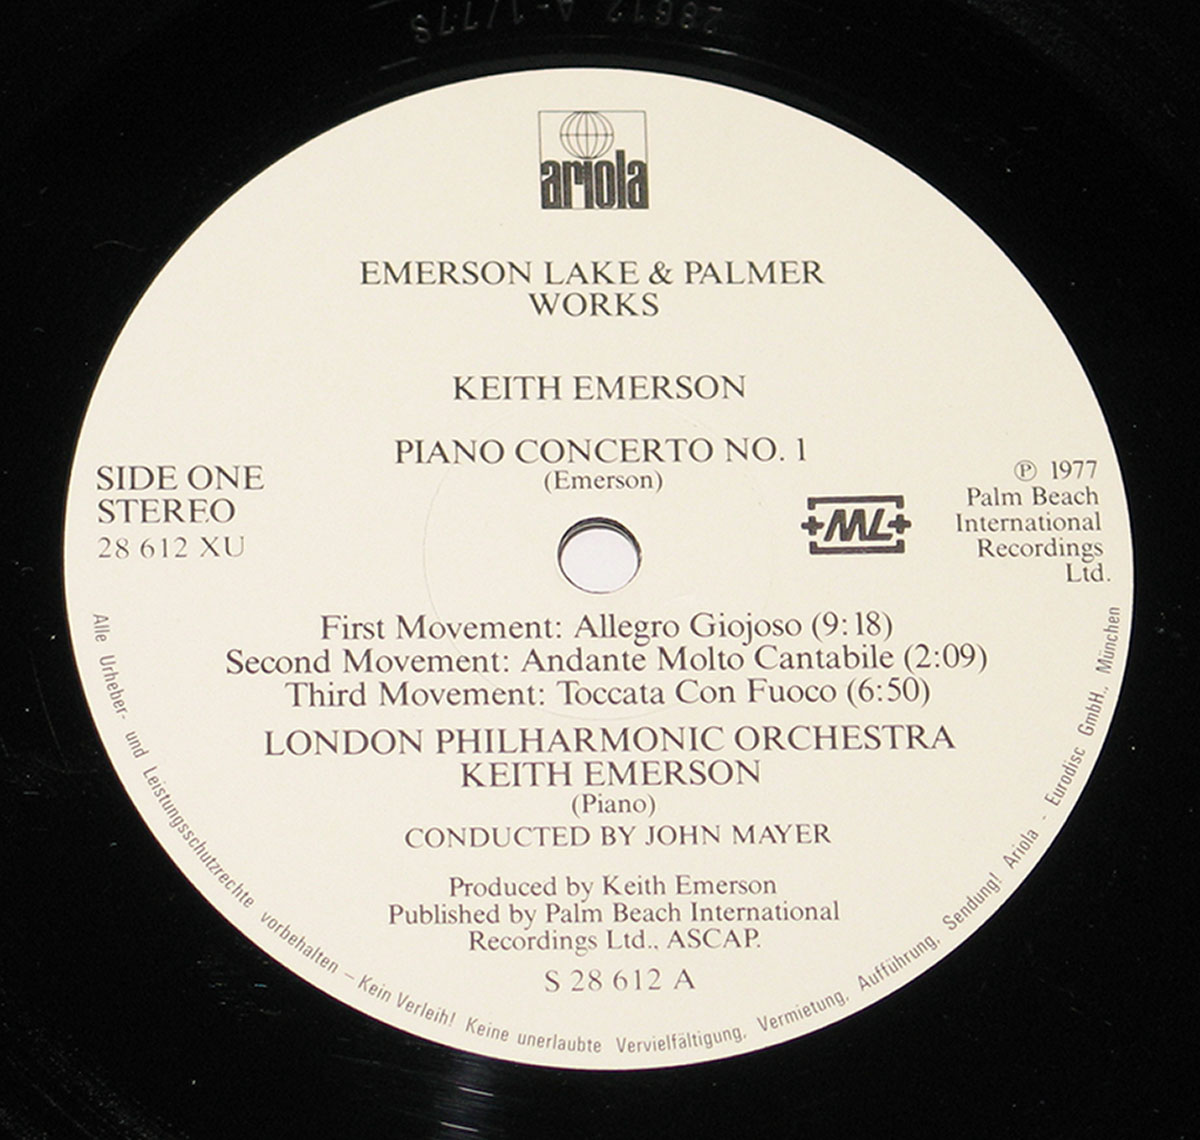 28612 A-1/77S
ariola
EMERSON LAKE & PALMER
WORKS
KEITH EMERSON
PIANO CONCERTO NO. 1
(Emerson)
SIDE ONE
STEREO
28 612 XU
ML
℗ 1977
Palm Beach
International
Recordings
Ltd.
First Movement: Allegro Giojoso (9:18)
Second Movement: Andante Molto Cantabile (2:09)
Third Movement: Toccata Con Fuoco (6:50)
LONDON PHILHARMONIC ORCHESTRA
KEITH EMERSON
(Piano)
CONDUCTED BY JOHN MAYER
Produced by Keith Emerson
Published by Palm Beach International
Recordings Ltd., ASCAP.
S 28 612 A
Alle Urheber- und Leistungsschutzrechte vorbehalten – Kein Verleih! Keine unerlaubte Vervielfältigung, Vermietung, Aufführung, Sendung! Ariola - Eurodisc GmbH., München